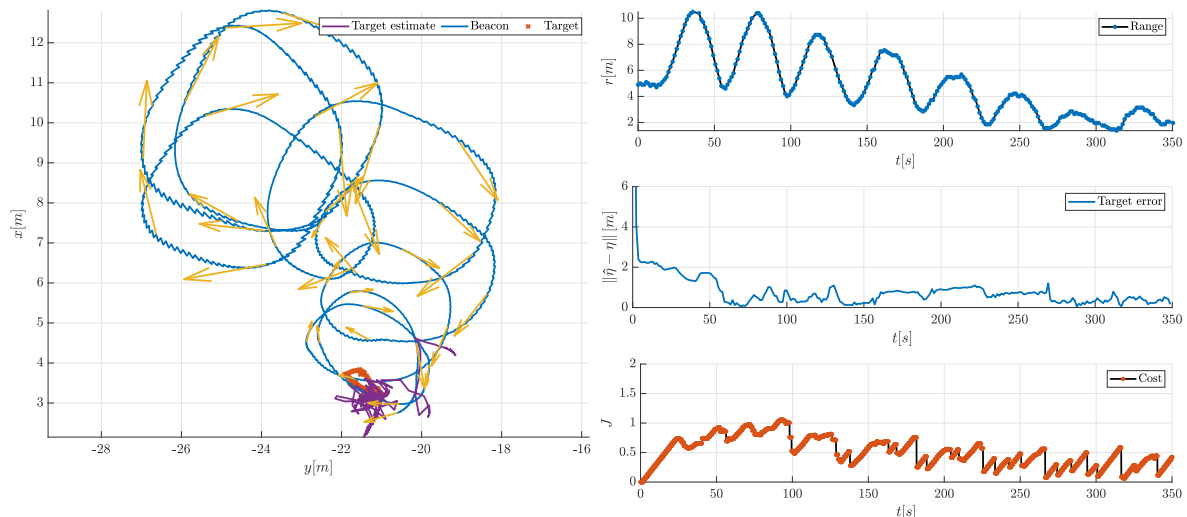 Target estimate Beacon Target
12
11
10
9
8
7
6
5
4
3
x[m]
-28 -26 -24 -22 -20 -18 -16
y[m]
Range
10
8
6
4
2
r[m]
0 50 100 150 200 250 300 350
t[s]
Target error
6
4
2
0
||η̂ − η|| [m]
0 50 100 150 200 250 300 350
t[s]
Cost
2
1.5
1
0.5
0
J
0 50 100 150 200 250 300 350
t[s]